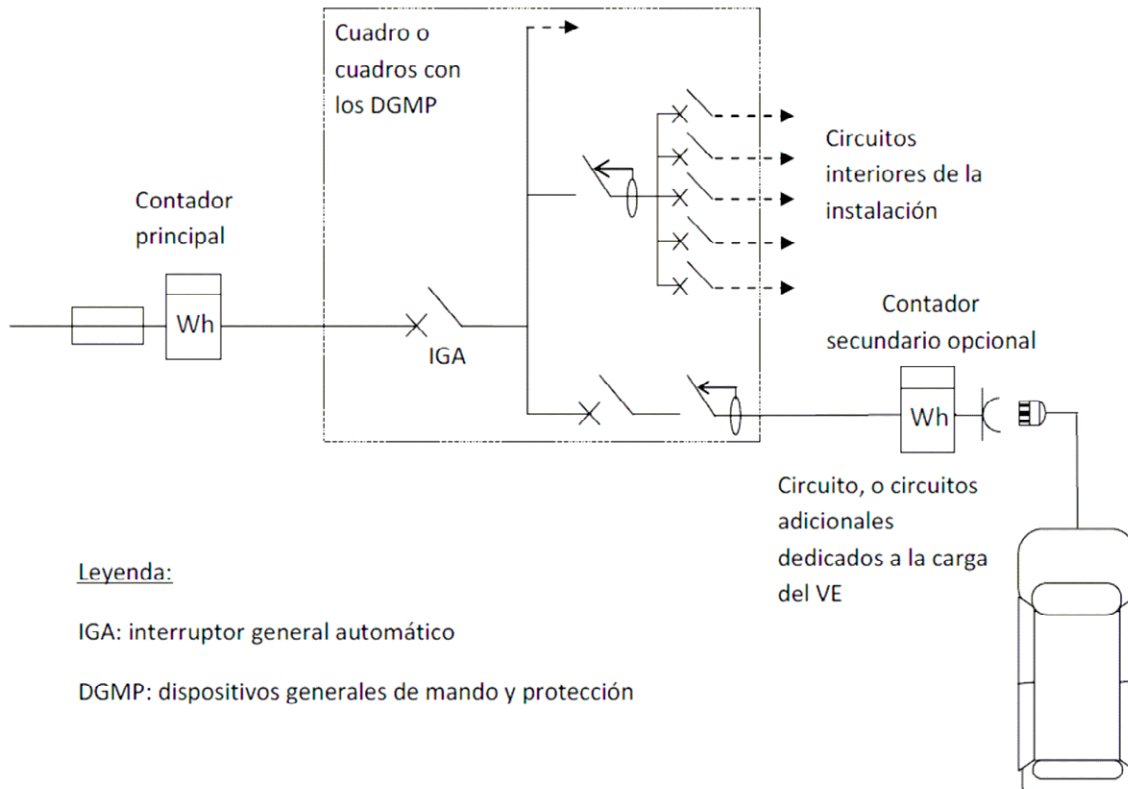 Cuadro o
cuadros con
los DGMP
Circuitos
interiores de la
instalación
Contador
principal
Wh
IGA
Contador
secundario opcional
Wh
Circuito, o circuitos
adicionales
dedicados a la carga
del VE
Leyenda:
IGA: interruptor general automático
DGMP: dispositivos generales de mando y protección